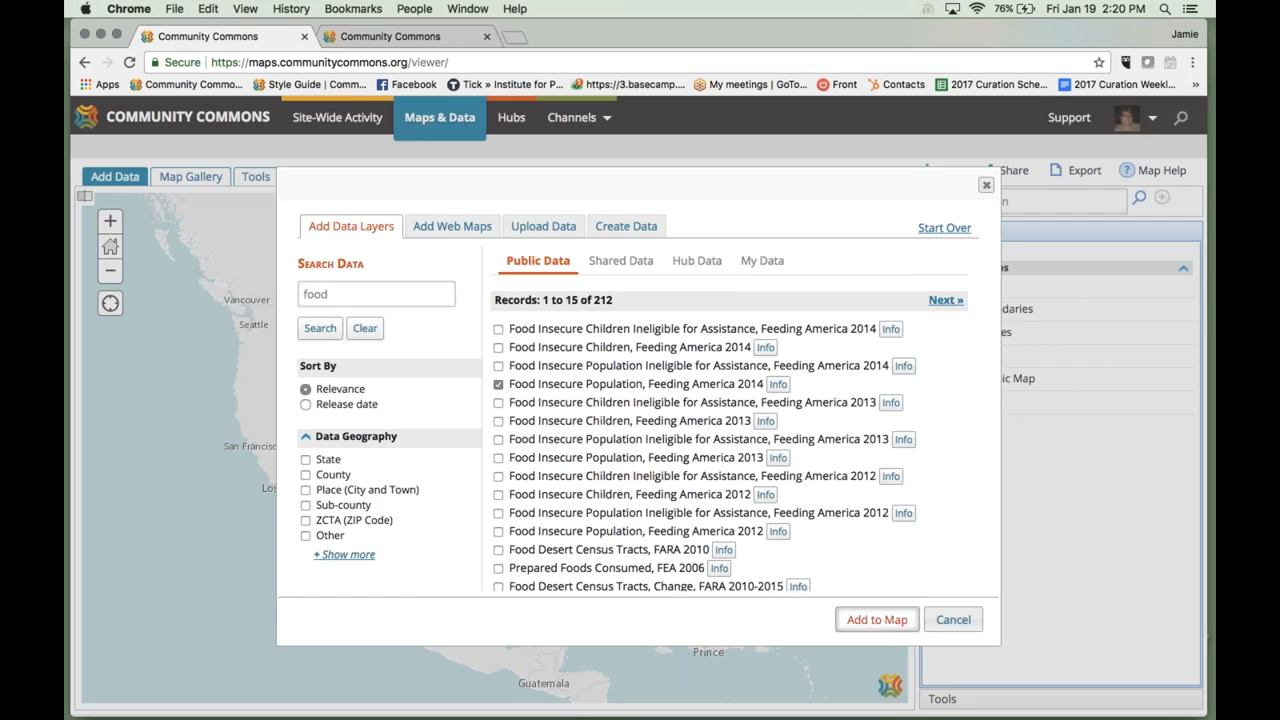 Chrome File Edit View History Bookmarks People Window Help 76% Fri Jan 19 2:20 PM
Community Commons Community Commons Jamie
Secure https://maps.communitycommons.org/viewer/
Apps Community Commo... Style Guide | Comm... Facebook Tick » Institute for P... https://3.basecamp.... My meetings | GoTo... Front Contacts 2017 Curation Sche... 2017 Curation Weekl... »
COMMUNITY COMMONS Site-Wide Activity Maps & Data Hubs Channels Support
Add Data Map Gallery Tools Share Export Map Help
Add Data Layers Add Web Maps Upload Data Create Data Start Over
SEARCH DATA
food
Search Clear
Sort By
Relevance
Release date
Data Geography
State
County
Place (City and Town)
Sub-county
ZCTA (ZIP Code)
Other
+ Show more
Public Data Shared Data Hub Data My Data
Records: 1 to 15 of 212 Next »
Food Insecure Children Ineligible for Assistance, Feeding America 2014 Info
Food Insecure Children, Feeding America 2014 Info
Food Insecure Population Ineligible for Assistance, Feeding America 2014 Info
Food Insecure Population, Feeding America 2014 Info
Food Insecure Children Ineligible for Assistance, Feeding America 2013 Info
Food Insecure Children, Feeding America 2013 Info
Food Insecure Population Ineligible for Assistance, Feeding America 2013 Info
Food Insecure Population, Feeding America 2013 Info
Food Insecure Children Ineligible for Assistance, Feeding America 2012 Info
Food Insecure Children, Feeding America 2012 Info
Food Insecure Population Ineligible for Assistance, Feeding America 2012 Info
Food Insecure Population, Feeding America 2012 Info
Food Desert Census Tracts, FARA 2010 Info
Prepared Foods Consumed, FEA 2006 Info
Food Desert Census Tracts, Change, FARA 2010-2015 Info
Add to Map Cancel
Vancouver
Seattle
San Francisc
Los
Prince
Guatemala
n
s
daries
es
ic Map
Tools